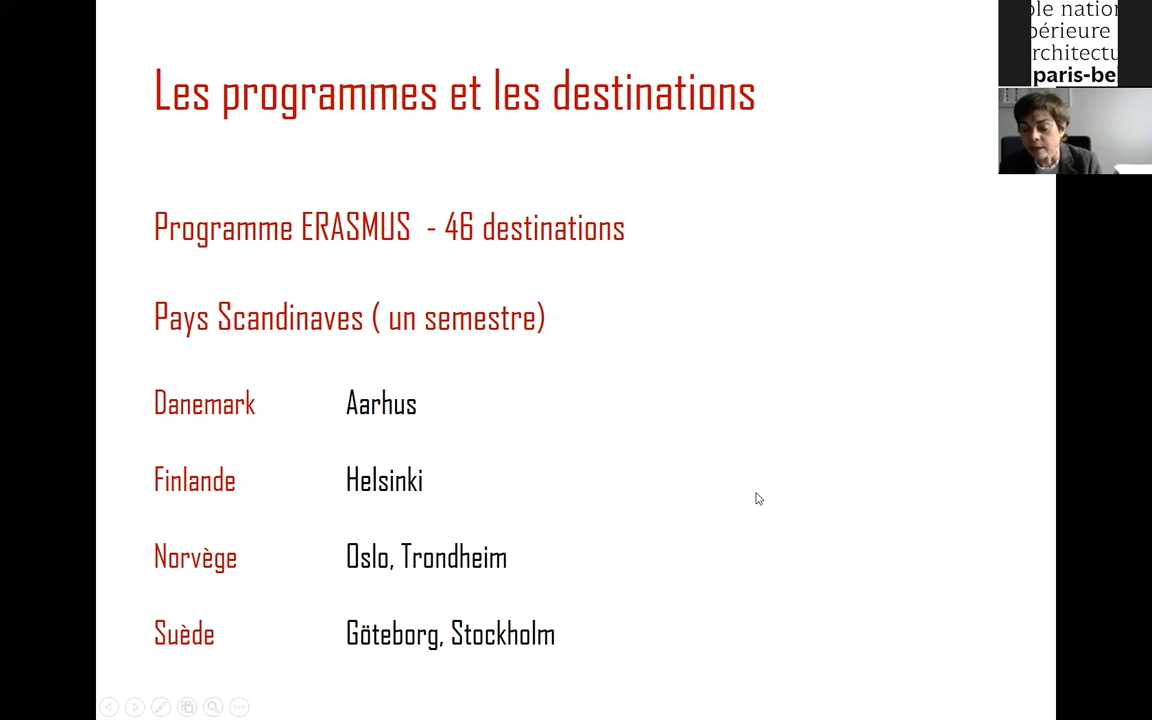 Les programmes et les destinations
Programme ERASMUS - 46 destinations
Pays Scandinaves ( un semestre)
Danemark Aarhus
Finlande Helsinki
Norvège Oslo, Trondheim
Suède Göteborg, Stockholm